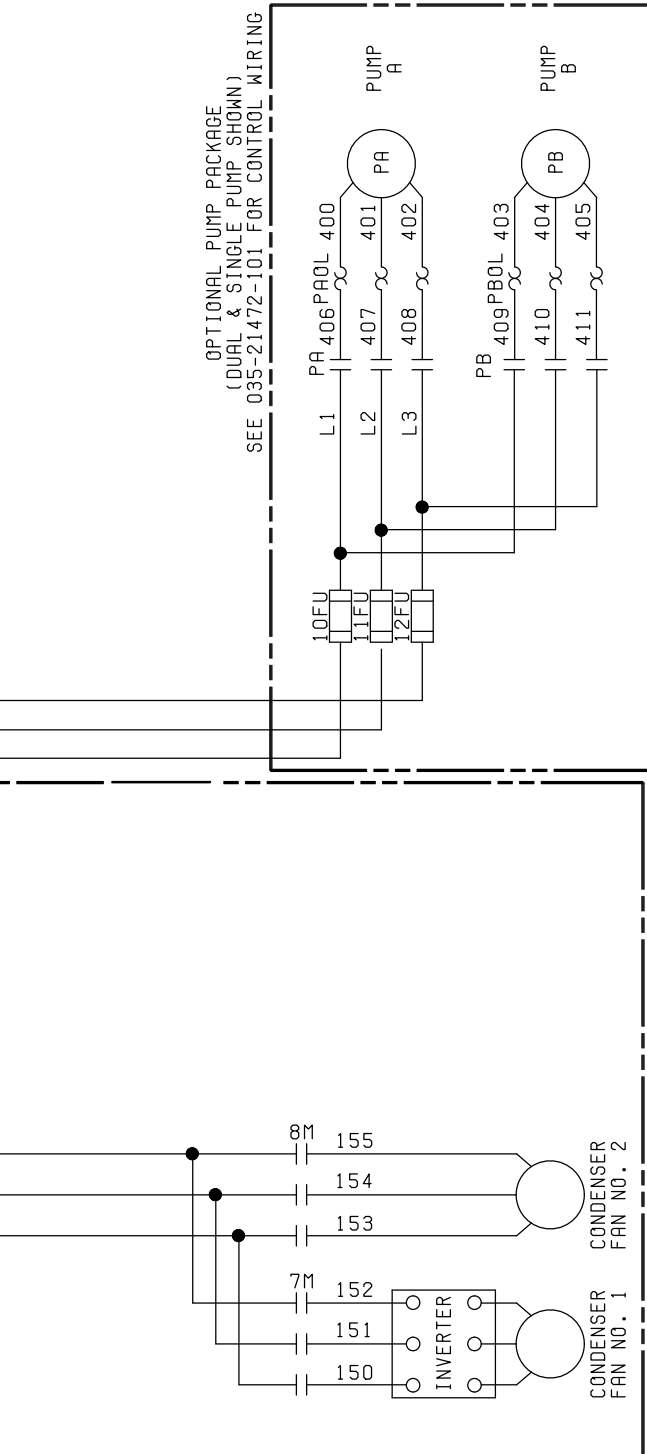 OPTIONAL PUMP PACKAGE
(DUAL & SINGLE PUMP SHOWN)
SEE 035-21472-101 FOR CONTROL WIRING
PUMP
A
PUMP
B
PA
PB
400
401
402
403
404
405
PAOL
PBOL
406
407
408
409
410
411
PA
PB
L1
L2
L3
10FU
11FU
12FU
8M
155
154
153
CONDENSER
FAN NO. 2
7M
152
151
150
INVERTER
CONDENSER
FAN NO. 1